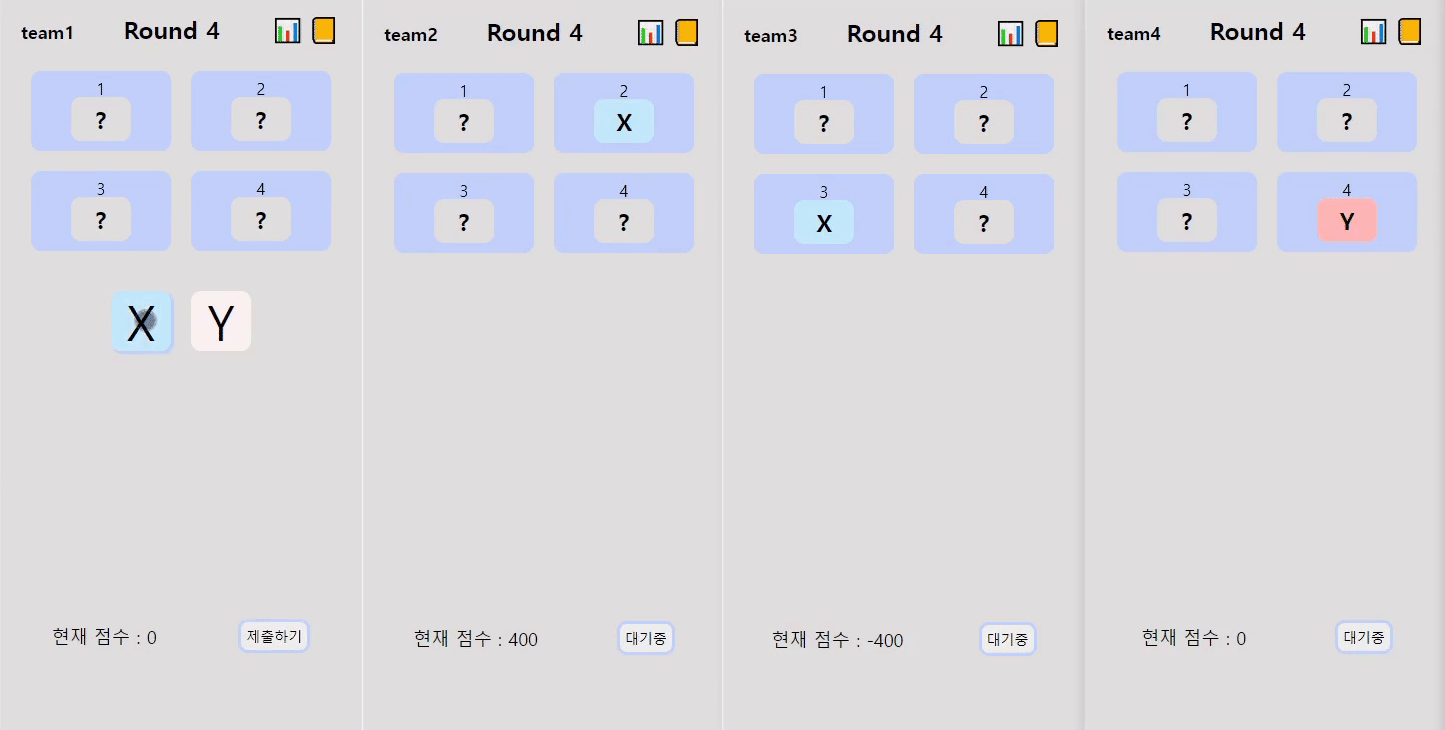 team1 Round 4
1 2
? ?
3 4
? ?
X Y
현재 점수 : 0 제출하기
team2 Round 4
1 2
? X
3 4
? ?
현재 점수 : 400 대기중
team3 Round 4
1 2
? ?
3 4
X ?
현재 점수 : -400 대기중
team4 Round 4
1 2
? ?
3 4
? Y
현재 점수 : 0 대기중